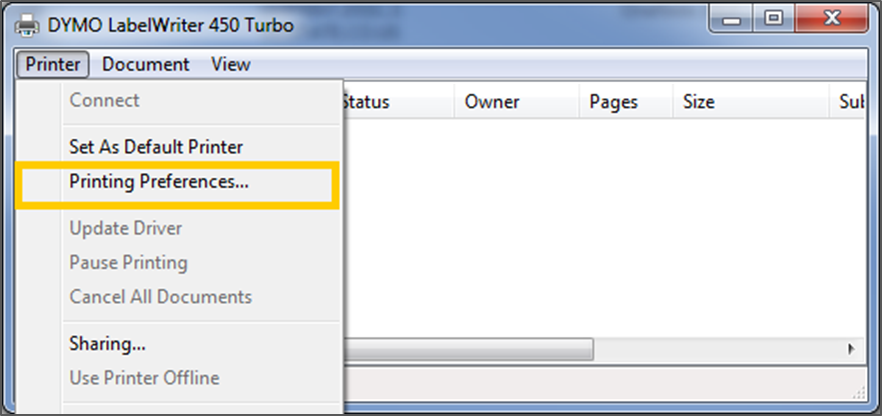 DYMO LabelWriter 450 Turbo
Printer Document View
Connect
Status Owner Pages Size
Set As Default Printer
Printing Preferences...
Update Driver
Pause Printing
Cancel All Documents
Sharing...
Use Printer Offline